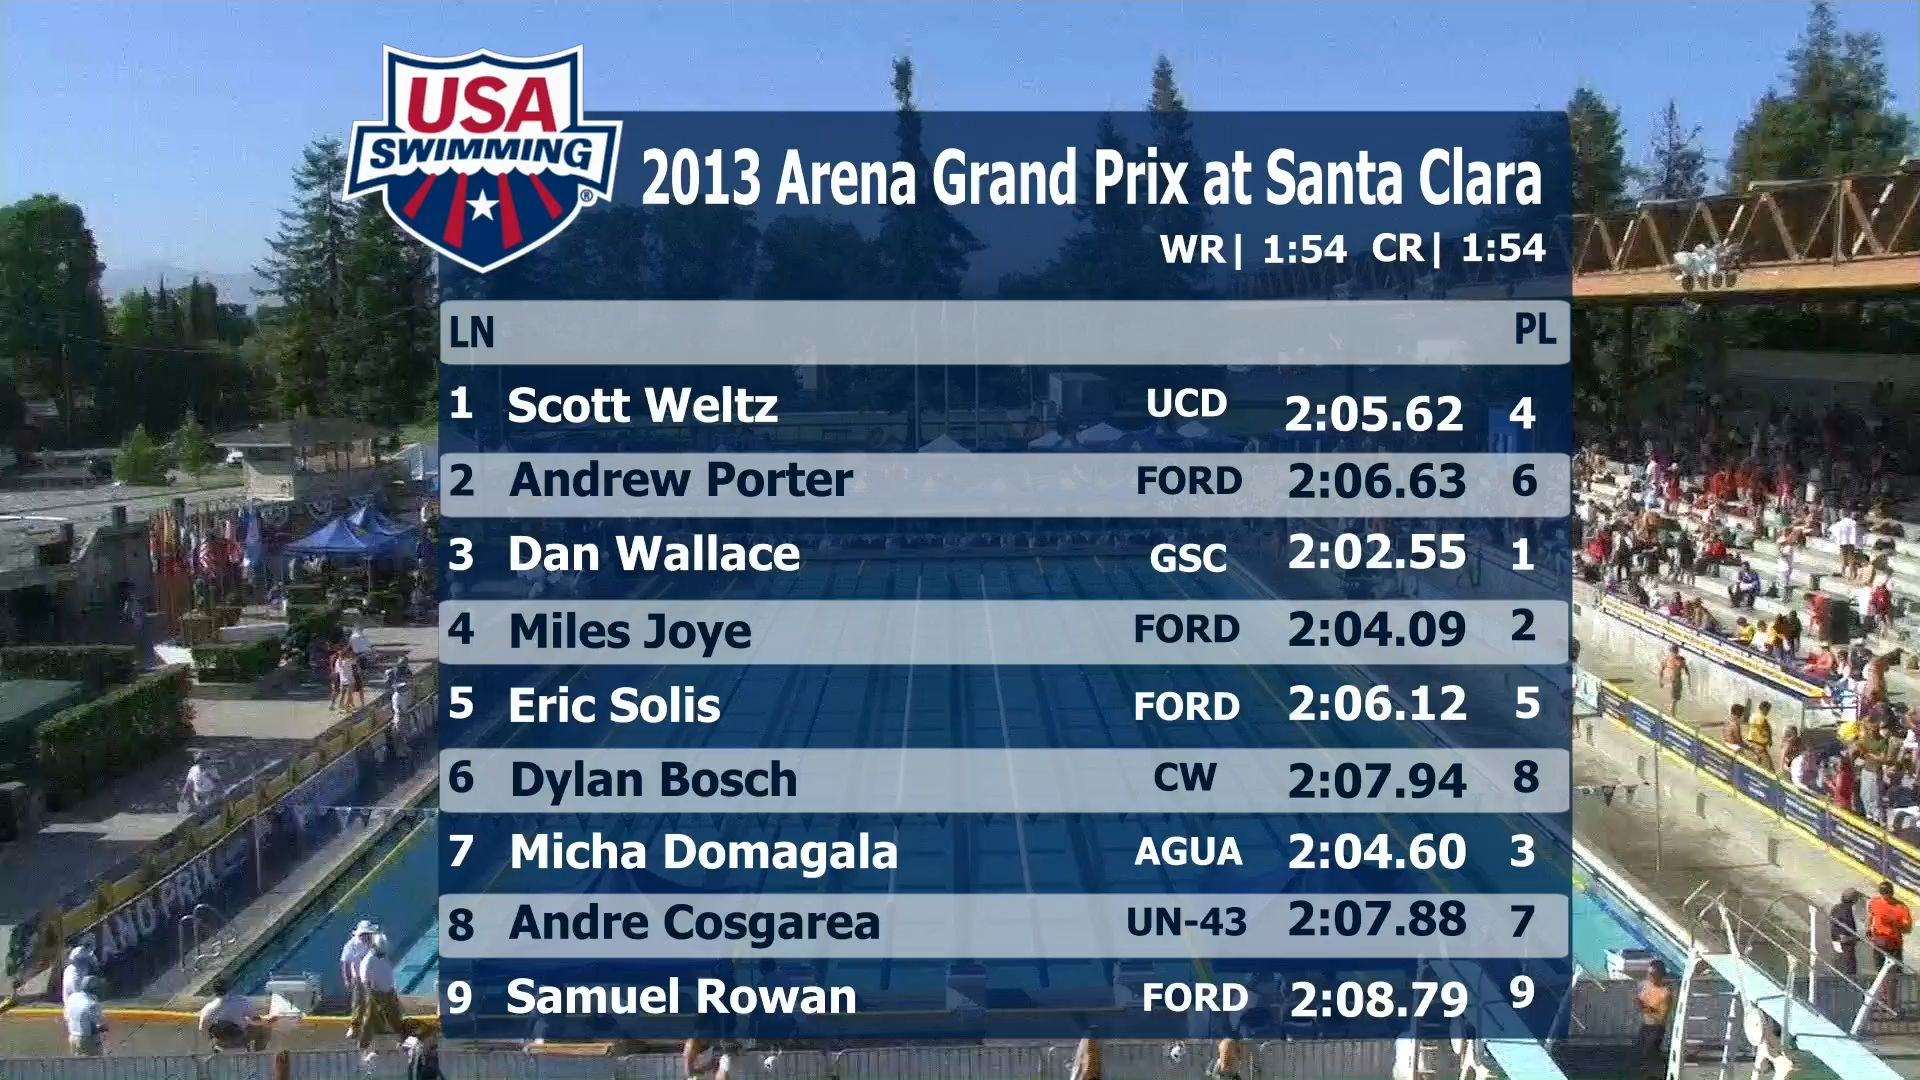 USA
SWIMMING®
2013 Arena Grand Prix at Santa Clara
WR| 1:54 CR| 1:54
LN PL
1 Scott Weltz UCD 2:05.62 4
2 Andrew Porter FORD 2:06.63 6
3 Dan Wallace GSC 2:02.55 1
4 Miles Joye FORD 2:04.09 2
5 Eric Solis FORD 2:06.12 5
6 Dylan Bosch CW 2:07.94 8
7 Micha Domagala AGUA 2:04.60 3
8 Andre Cosgarea UN-43 2:07.88 7
9 Samuel Rowan FORD 2:08.79 9
AND PRIX